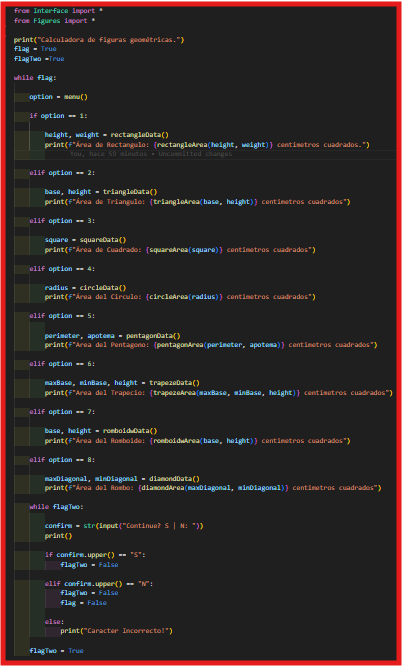 from Interface import *
from Figures import *
print("Calculadora de figuras geométricas.")
flag = True
flagTwo =True
while flag:
option = menu()
if option == 1:
height, weight = rectangleData()
print(f"Área de Rectangulo: {rectangleArea(height, weight)} centimetros cuadrados.")
You, hace 59 minutos • Uncommitted changes
elif option == 2:
base, height = triangleData()
print(f"Área de Triangulo: {triangleArea(base, height)} centimetros cuadrados")
elif option == 3:
square = squareData()
print(f"Área de Cuadrado: {squareArea(square)} centimetros cuadrados")
elif option == 4:
radius = circleData()
print(f"Área del Circulo: {circleArea(radius)} centimetros cuadrados")
elif option == 5:
perimeter, apotema = pentagonData()
print(f"Área del Pentagono: {pentagonArea(perimeter, apotema)} centimetros cuadrados")
elif option == 6:
maxBase, minBase, height = trapezeData()
print(f"Área del Trapecio: {trapezeArea(maxBase, minBase, height)} centimetros cuadrados")
elif option == 7:
base, height = romboidwData()
print(f"Área del Romboide: {romboidwArea(base, height)} centimetros cuadrados")
elif option == 8:
maxDiagonal, minDiagonal = diamondData()
print(f"Área del Rombo: {diamondArea(maxDiagonal, minDiagonal)} centimetros cuadrados")
while flagTwo:
confirm = str(input("Continue? S | N: "))
print()
if confirm.upper() == "S":
flagTwo = False
elif confirm.upper() == "N":
flagTwo = False
flag = False
else:
print("Caracter Incorrecto!")
flagTwo = True